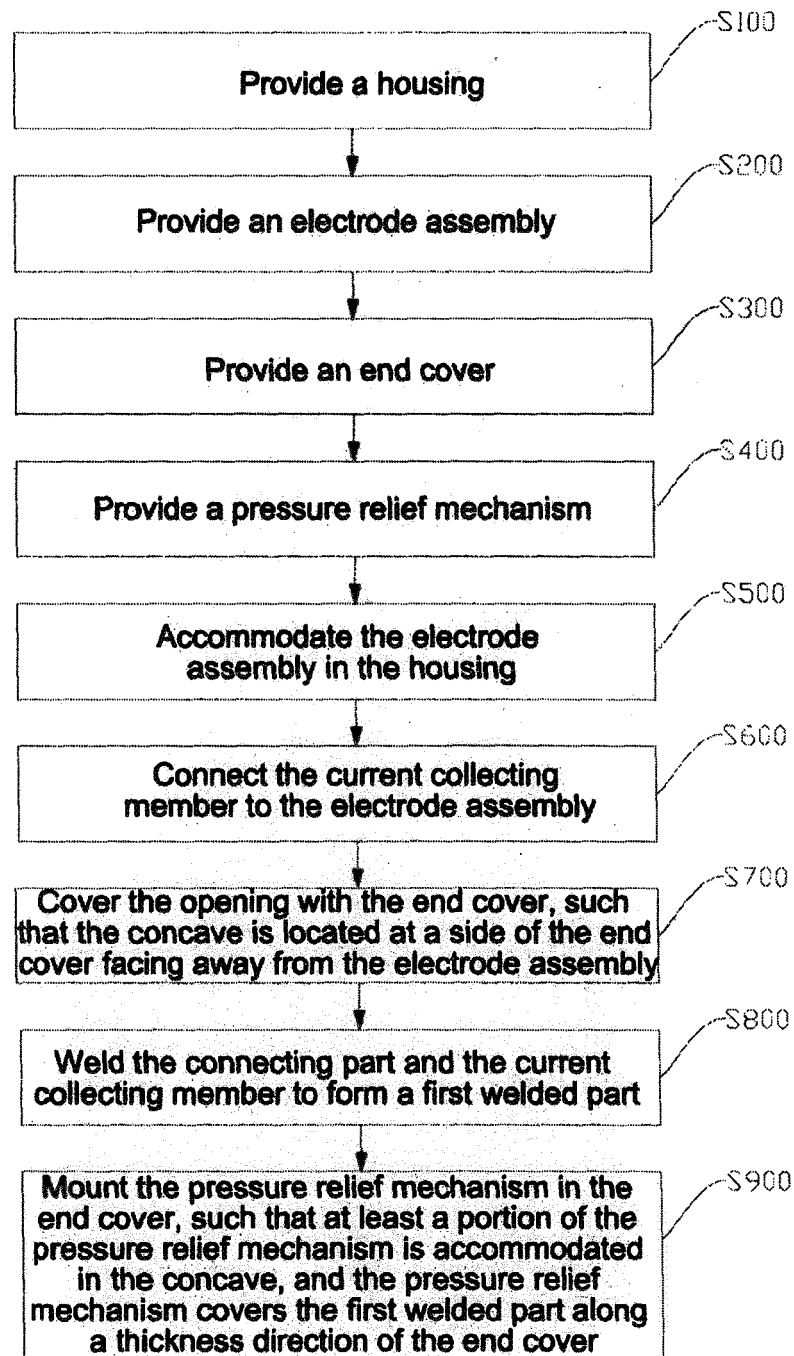 S100
Provide a housing
S200
Provide an electrode assembly
S300
Provide an end cover
S400
Provide a pressure relief mechanism
S500
Accommodate the electrode
assembly in the housing
S600
Connect the current collecting
member to the electrode assembly
S700
Cover the opening with the end cover, such
that the concave is located at a side of the end
cover facing away from the electrode assembly
S800
Weld the connecting part and the current
collecting member to form a first welded part
S900
Mount the pressure relief mechanism in the
end cover, such that at least a portion of the
pressure relief mechanism is accommodated
in the concave, and the pressure relief
mechanism covers the first welded part along
a thickness direction of the end cover